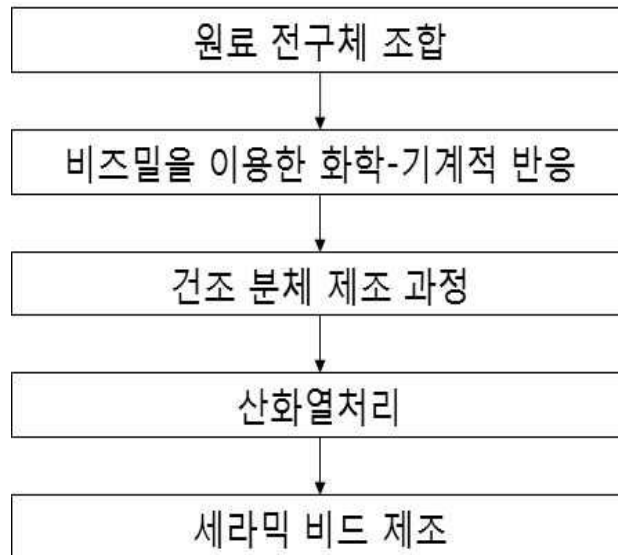 원료 전구체 조합
비즈밀을 이용한 화학-기계적 반응
건조 분체 제조 과정
산화열처리
세라믹 비드 제조